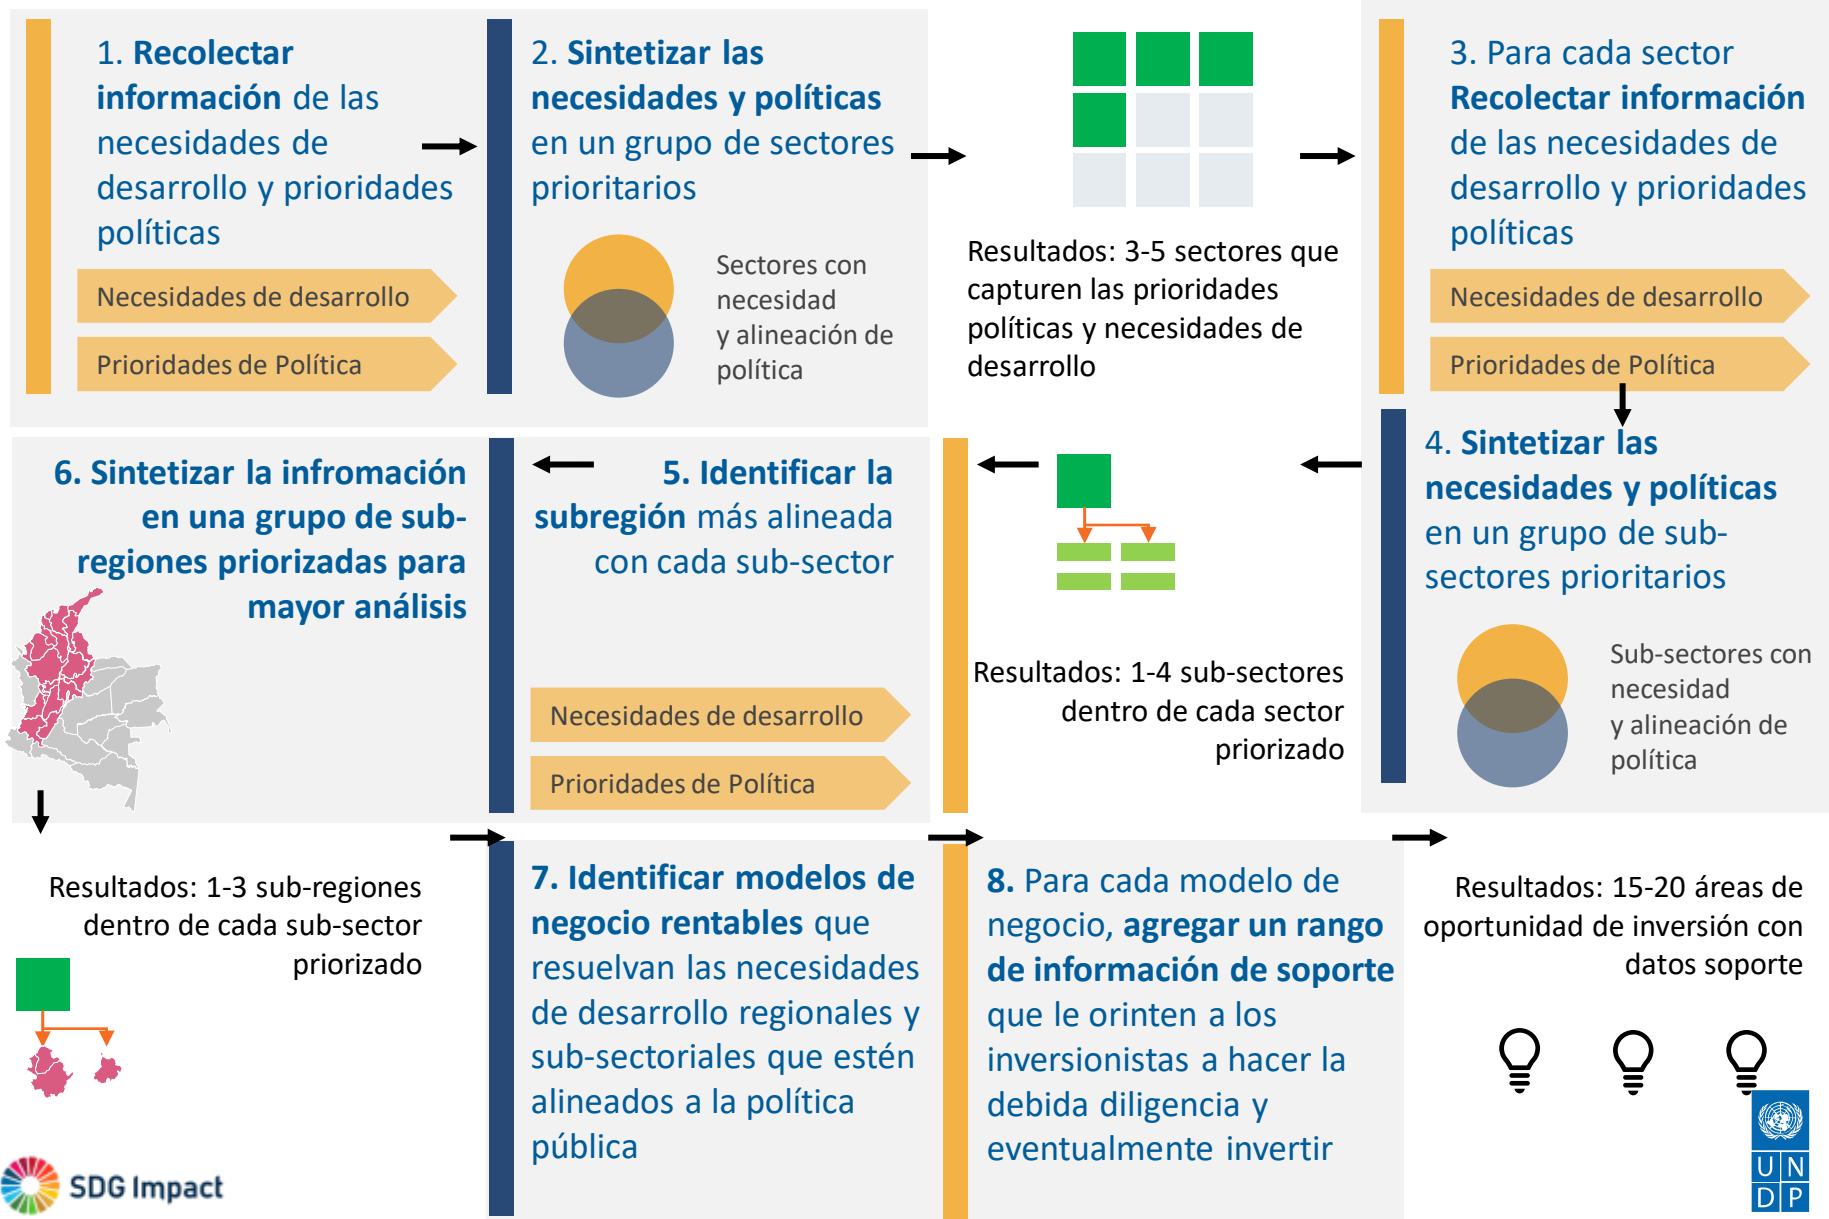 1. Recolectar
información de las
necesidades de
desarrollo y prioridades
políticas
Necesidades de desarrollo
Prioridades de Política
2. Sintetizar las
necesidades y políticas
en un grupo de sectores
prioritarios
Sectores con
necesidad
y alineación de
política
Resultados: 3-5 sectores que
capturen las prioridades
políticas y necesidades de
desarrollo
3. Para cada sector
Recolectar información
de las necesidades de
desarrollo y prioridades
políticas
Necesidades de desarrollo
Prioridades de Política
4. Sintetizar las
necesidades y políticas
en un grupo de sub-
sectores prioritarios
Sub-sectores con
necesidad
y alineación de
política
Resultados: 1-4 sub-sectores
dentro de cada sector
priorizado
5. Identificar la
subregión más alineada
con cada sub-sector
Necesidades de desarrollo
Prioridades de Política
6. Sintetizar la infromación
en una grupo de sub-
regiones priorizadas para
mayor análisis
Resultados: 1-3 sub-regiones
dentro de cada sub-sector
priorizado
7. Identificar modelos de
negocio rentables que
resuelvan las necesidades
de desarrollo regionales y
sub-sectoriales que estén
alineados a la política
pública
8. Para cada modelo de
negocio, agregar un rango
de información de soporte
que le orinten a los
inversionistas a hacer la
debida diligencia y
eventualmente invertir
Resultados: 15-20 áreas de
oportunidad de inversión con
datos soporte
SDG Impact
U N
D P